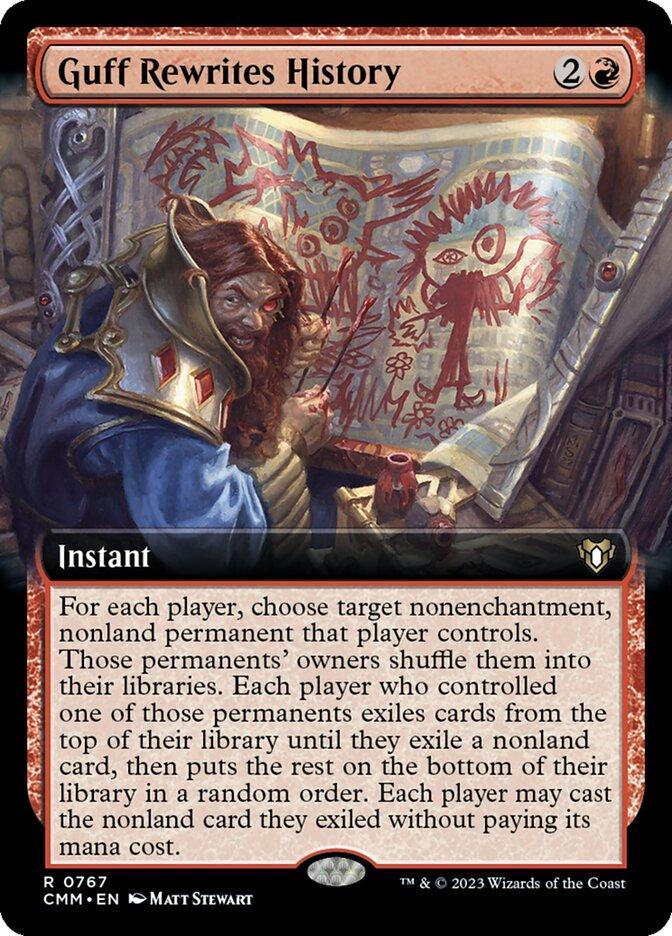 Guff Rewrites History 2
Instant
For each player, choose target nonenchantment,
nonland permanent that player controls.
Those permanents' owners shuffle them into
their libraries. Each player who controlled
one of those permanents exiles cards from the
top of their library until they exile a nonland
card, then puts the rest on the bottom of their
library in a random order. Each player may cast
the nonland card they exiled without paying its
mana cost.
R 0767
CMM • EN Matt Stewart
™ & © 2023 Wizards of the Coast